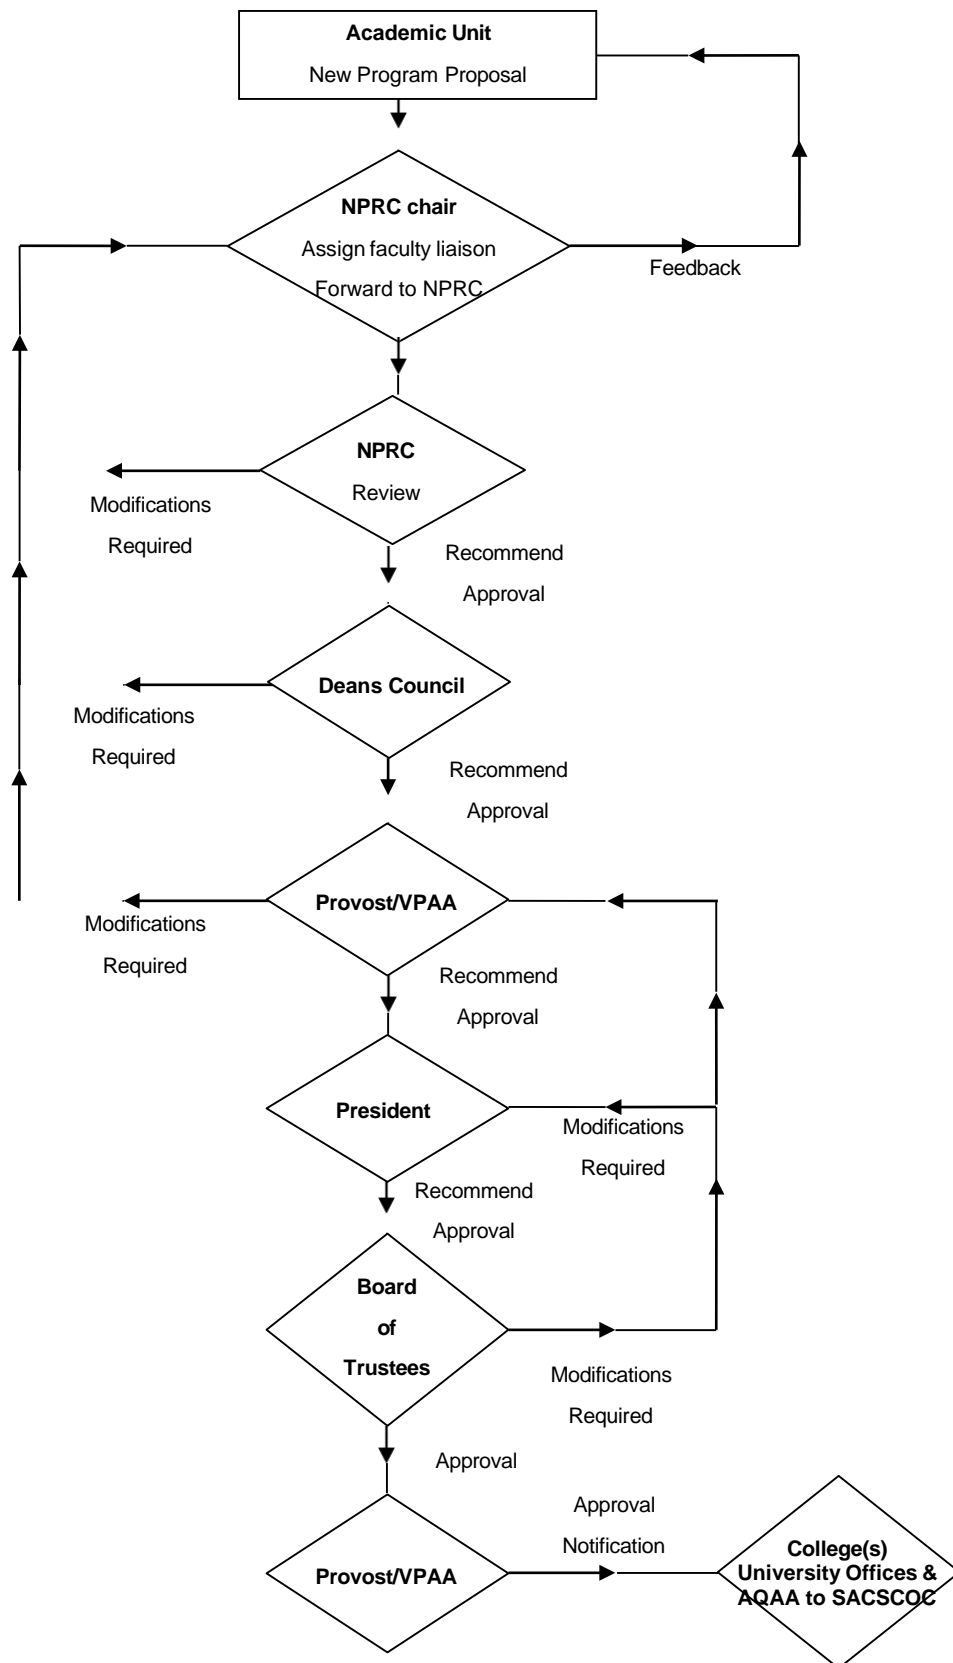 Academic Unit
New Program Proposal
NPRC chair
Assign faculty liaison
Forward to NPRC
Feedback
NPRC
Review
Modifications
Required
Recommend
Approval
Deans Council
Modifications
Required
Recommend
Approval
Provost/VPAA
Modifications
Required
Recommend
Approval
President
Modifications
Required
Recommend
Approval
Board
of
Trustees
Modifications
Required
Approval
Approval
Notification
Provost/VPAA
College(s)
University Offices &
AQAA to SACSCOC